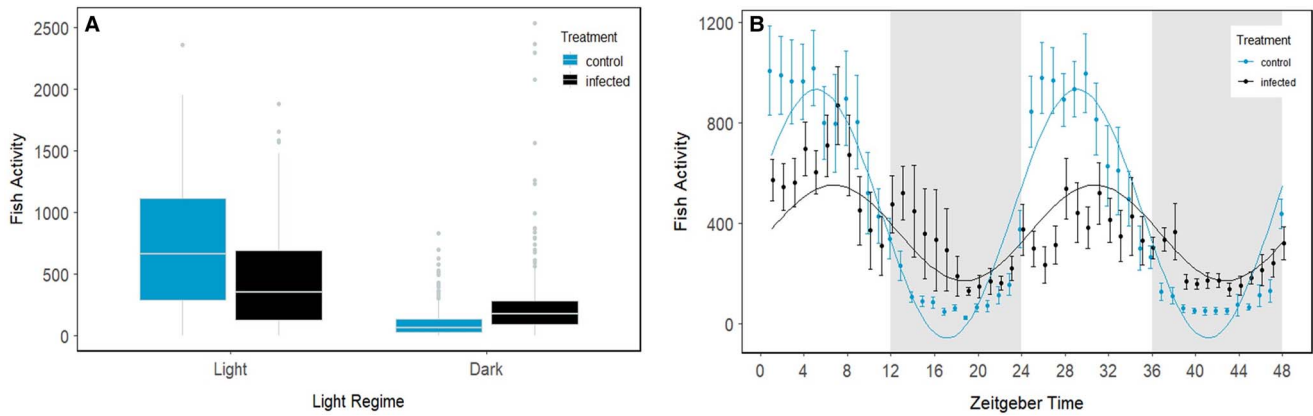 A
Treatment
control
infected
2500
2000
1500
1000
500
0
Fish Activity
Light Dark
Light Regime
B
Treatment
control
infected
1200
800
400
0
Fish Activity
0 4 8 12 16 20 24 28 32 36 40 44 48
Zeitgeber Time